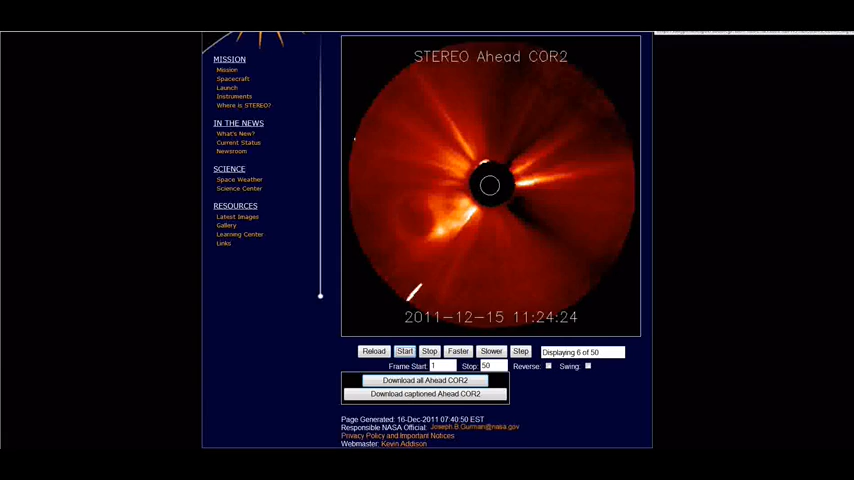 MISSION
Mission
Spacecraft
Launch
Instruments
Where is STEREO?
IN THE NEWS
What's New?
Current Status
Newsroom
SCIENCE
Space Weather
Science Center
RESOURCES
Latest Images
Gallery
Learning Center
Links
STEREO Ahead COR2
2011-12-15 11:24:24
Reload Start Stop Faster Slower Step Displaying 6 of 50
Frame Start: 1 Stop: 50 Reverse: Swing:
Download all Ahead COR2
Download captioned Ahead COR2
Page Generated: 16-Dec-2011 07:40:50 EST
Responsible NASA Official: Joseph.B.Gurman@nasa.gov
Privacy Policy and Important Notices
Webmaster: Kevin Addison